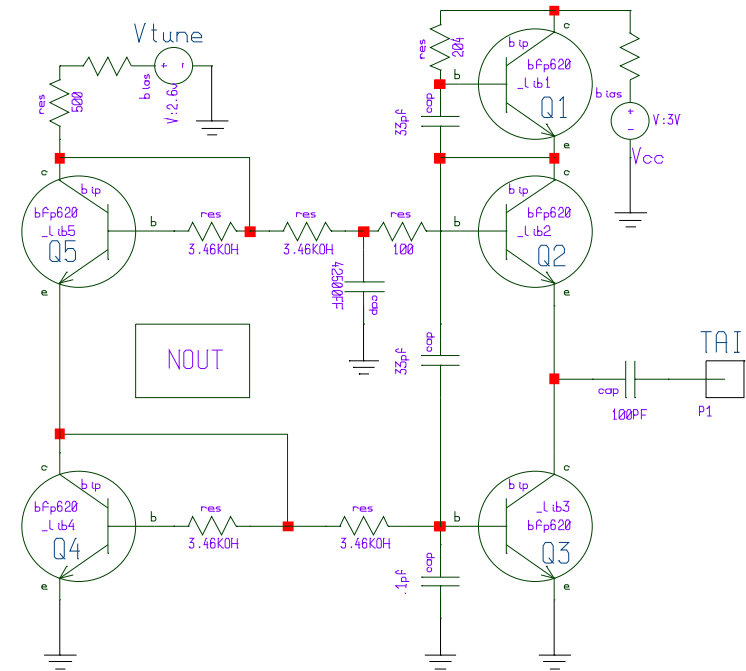 Vtune
bias
V:2.6v
res
500
c
bip
bfp620
_lib5
Q5
e
b
res
3.46KOH
res
3.46KOH
res
100
cap
res
204
b
33pf
cap
c
bip
bfp620
_lib1
Q1
e
bias
V:3V
Vcc
c
bip
bfp620
_lib2
Q2
b
e
NOUT
33pf
cap
TAI
cap
100PF
P1
c
bip
bfp620
_lib4
Q4
e
b
res
3.46KOH
res
3.46KOH
b
c
bip
_lib3
bfp620
Q3
e
.1pf
cap